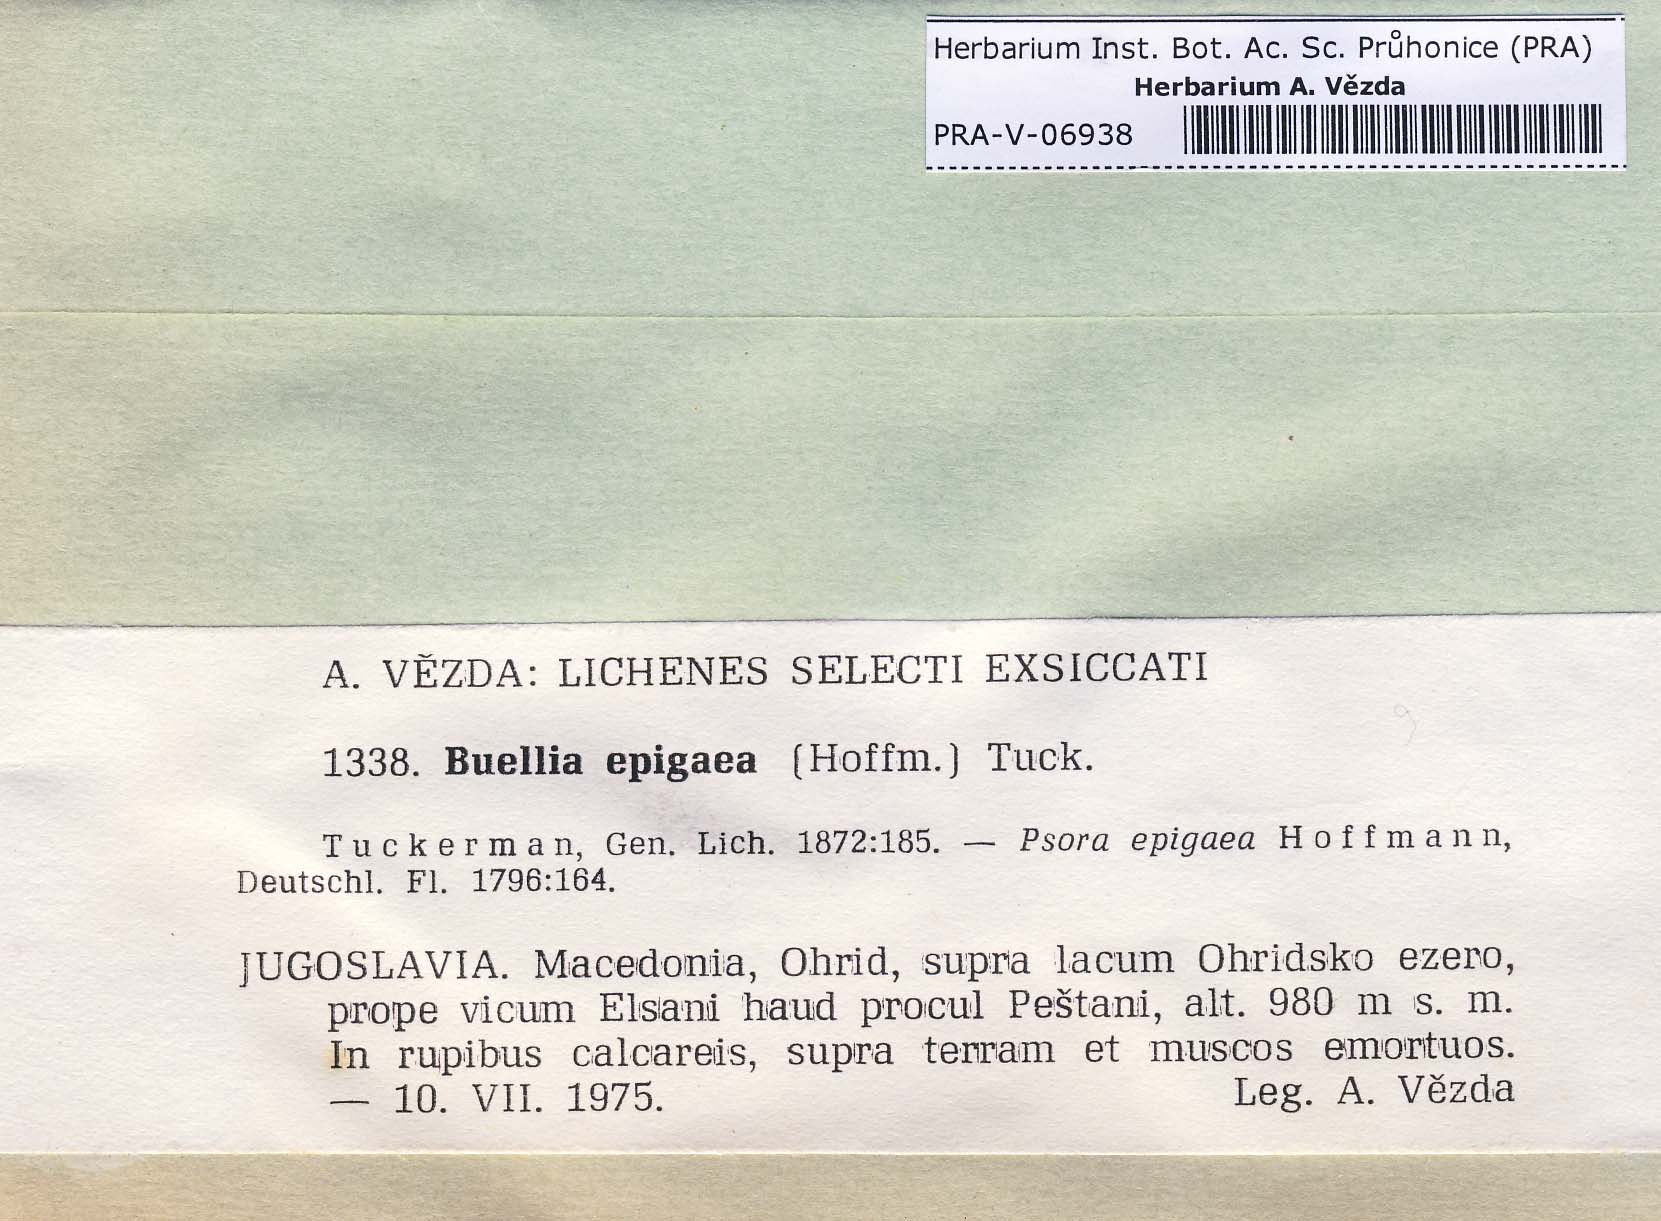 Herbarium Inst. Bot. Ac. Sc. Průhonice (PRA)
Herbarium A. Vězda
PRA-V-06938
A. VĚZDA: LICHENES SELECTI EXSICCATI
1338. Buellia epigaea (Hoffm.) Tuck.
Tuckerman, Gen. Lich. 1872:185. — Psora epigaea Hoffmann,
Deutschl. Fl. 1796:164.
JUGOSLAVIA. Macedonia, Ohrid, supra lacum Ohridsko ezero,
prope vicum Elsani haud procul Peštani, alt. 980 m s. m.
In rupibus calcareis, supra terram et muscos emortuos.
— 10. VII. 1975. Leg. A. Vězda